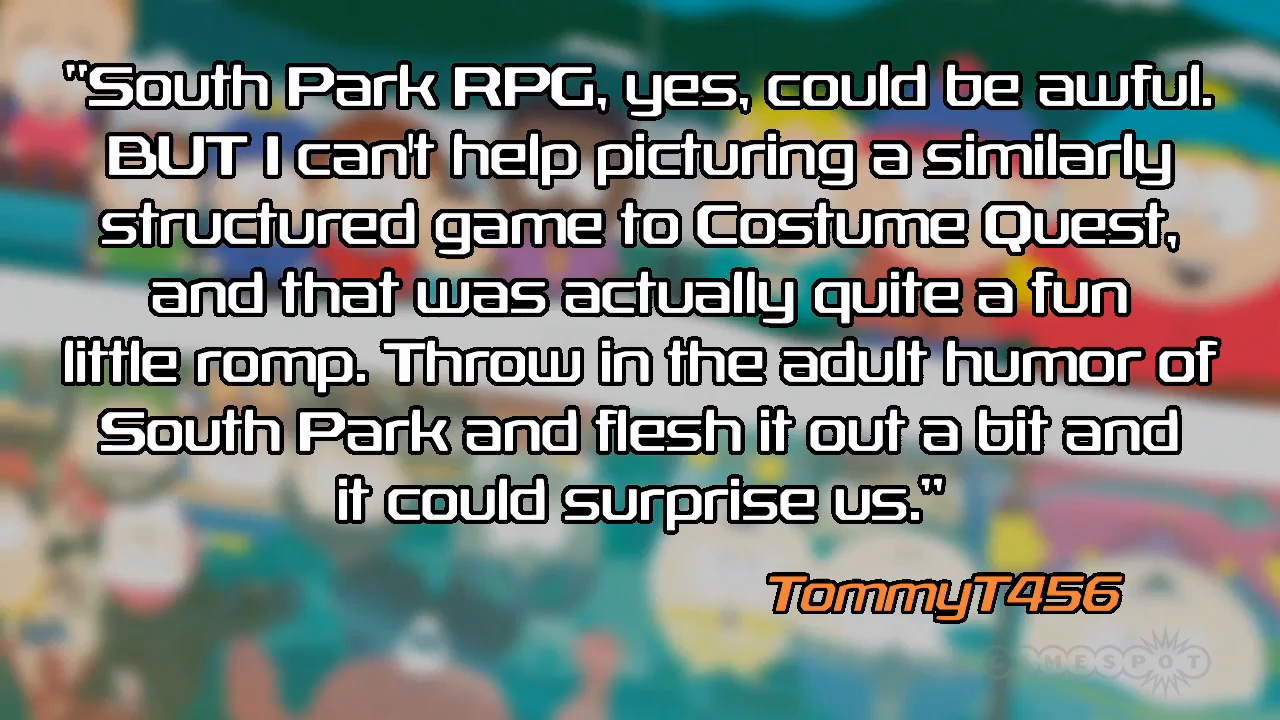 "South Park RPG, yes, could be awful.
BUT I can't help picturing a similarly
structured game to Costume Quest,
and that was actually quite a fun
little romp. Throw in the adult humor of
South Park and flesh it out a bit and
it could surprise us."
TommyT456
GAMESPOT